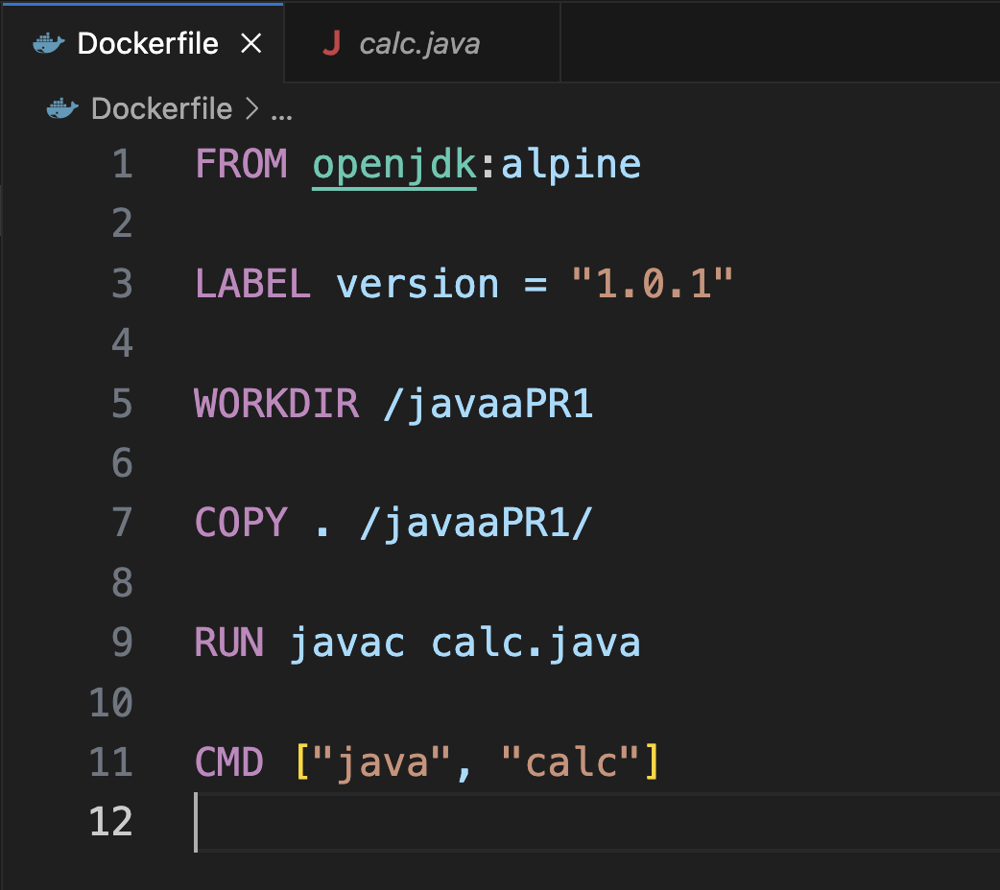 Dockerfile
calc.java
Dockerfile > ...
1 FROM openjdk:alpine
2
3 LABEL version = "1.0.1"
4
5 WORKDIR /javaaPR1
6
7 COPY . /javaaPR1/
8
9 RUN javac calc.java
10
11 CMD ["java", "calc"]
12